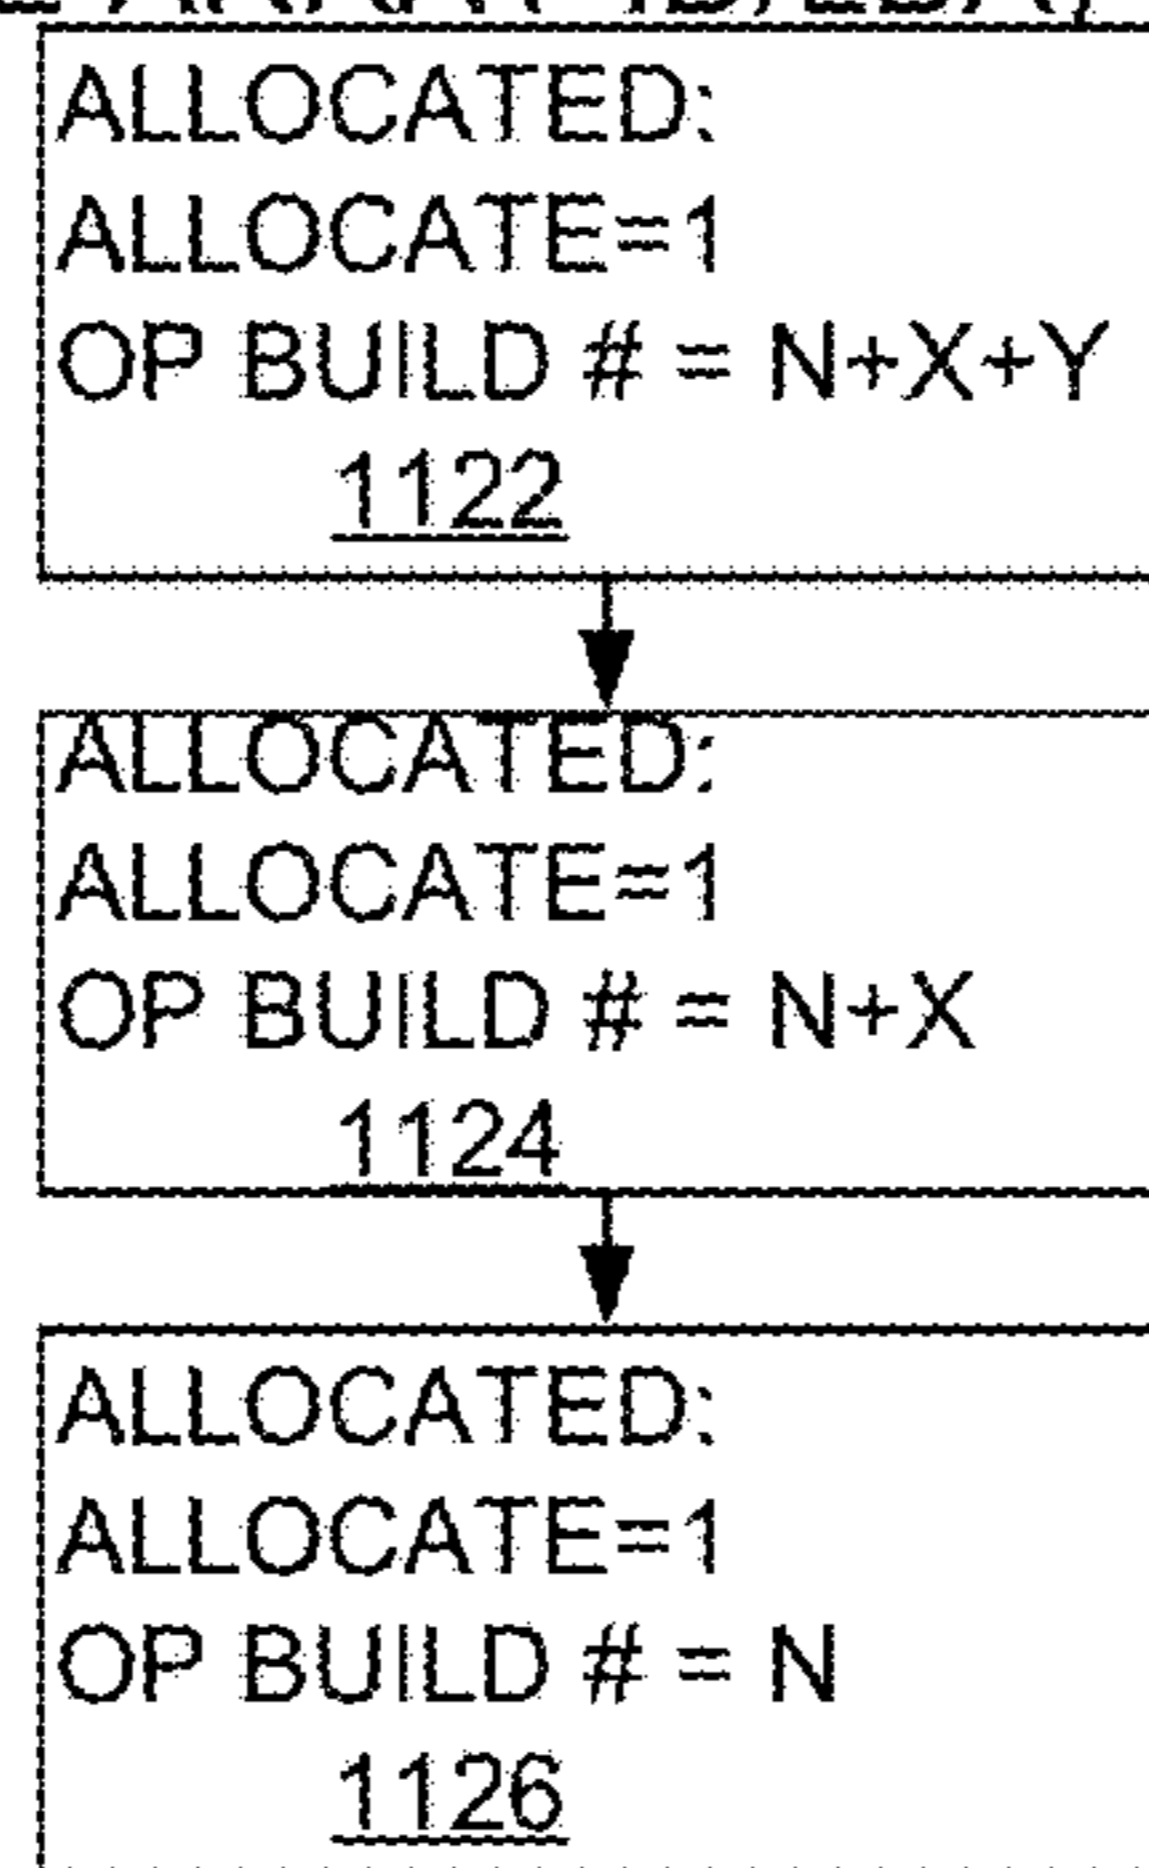 ALLOCATED:
ALLOCATE=1
OP BUILD # = N+X+Y
1122
ALLOCATED:
ALLOCATE=1
OP BUILD # = N+X
1124
ALLOCATED:
ALLOCATE=1
OP BUILD # = N
1126